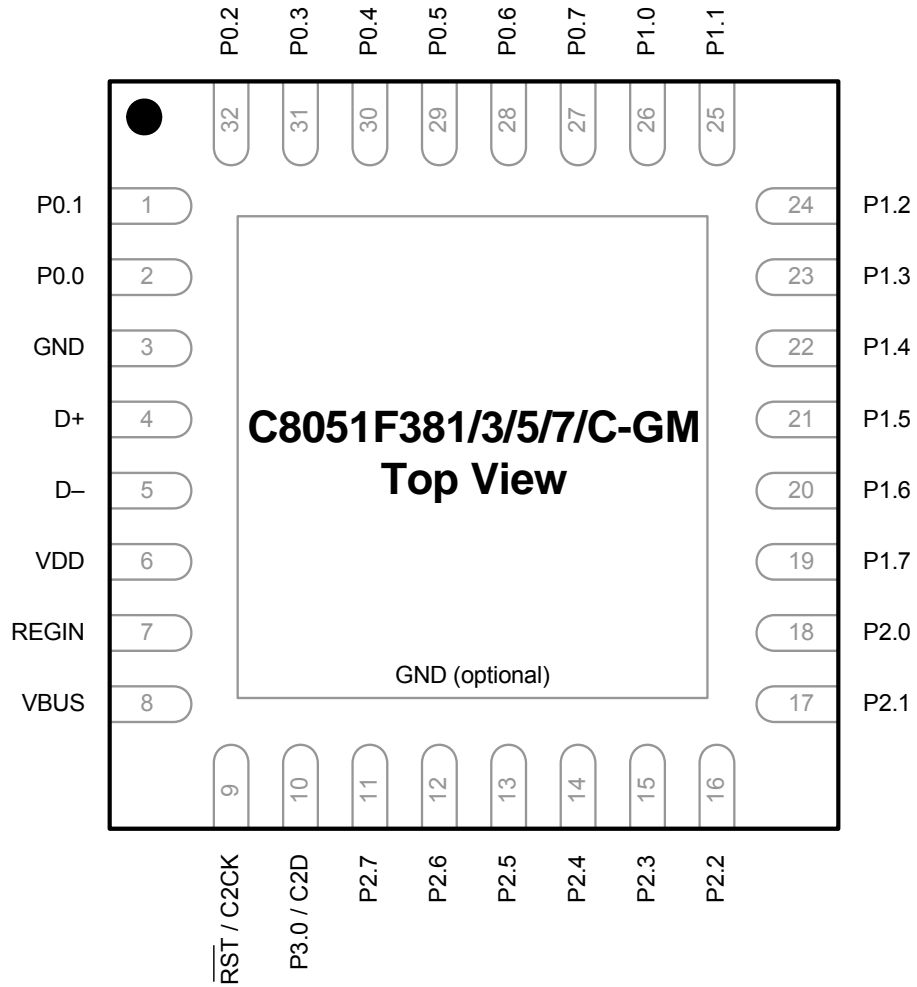 P0.2
P0.3
P0.4
P0.5
P0.6
P0.7
P1.0
P1.1
32
31
30
29
28
27
26
25
P0.1 1
P0.0 2
GND 3
D+ 4
D– 5
VDD 6
REGIN 7
VBUS 8
C8051F381/3/5/7/C-GM
Top View
GND (optional)
24 P1.2
23 P1.3
22 P1.4
21 P1.5
20 P1.6
19 P1.7
18 P2.0
17 P2.1
9
10
11
12
13
14
15
16
RST / C2CK
P3.0 / C2D
P2.7
P2.6
P2.5
P2.4
P2.3
P2.2